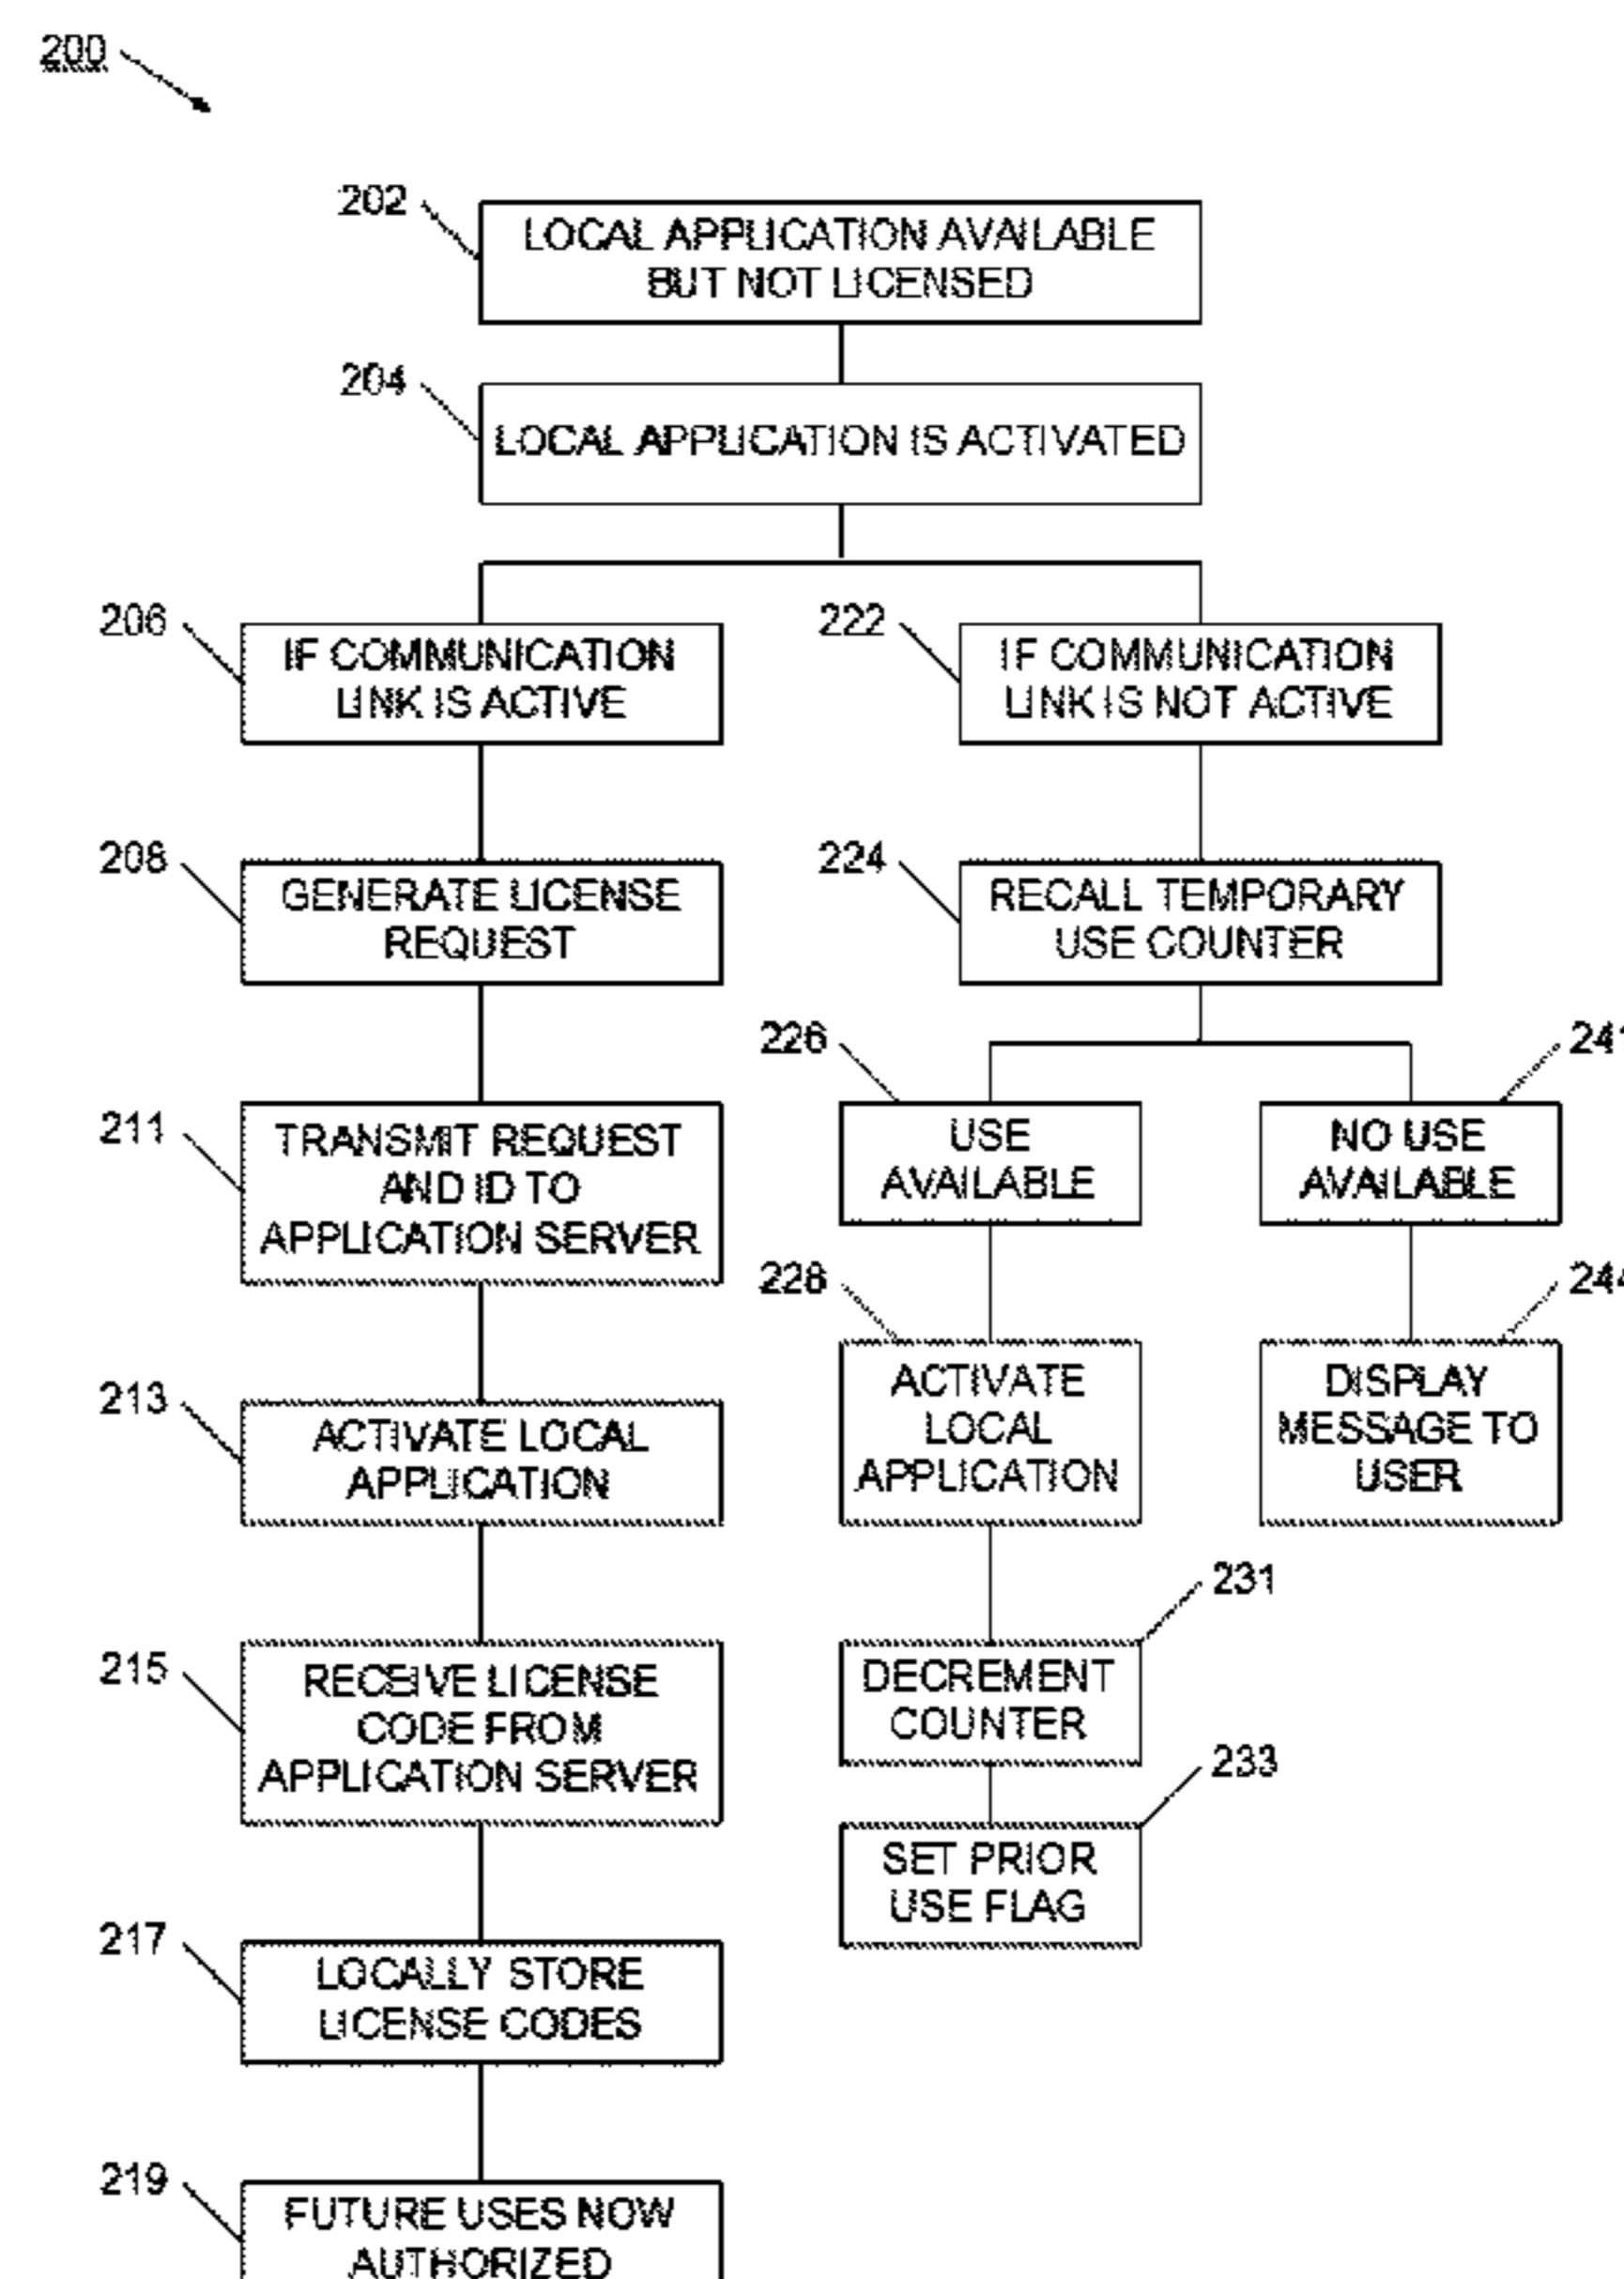 200
202
LOCAL APPLICATION AVAILABLE
BUT NOT LICENSED
204
LOCAL APPLICATION IS ACTIVATED
206
IF COMMUNICATION
LINK IS ACTIVE
222
IF COMMUNICATION
LINK IS NOT ACTIVE
208
GENERATE LICENSE
REQUEST
224
RECALL TEMPORARY
USE COUNTER
226
USE
AVAILABLE
241
NO USE
AVAILABLE
211
TRANSMIT REQUEST
AND ID TO
APPLICATION SERVER
228
ACTIVATE
LOCAL
APPLICATION
244
DISPLAY
MESSAGE TO
USER
213
ACTIVATE LOCAL
APPLICATION
231
DECREMENT
COUNTER
215
RECEIVE LICENSE
CODE FROM
APPLICATION SERVER
233
SET PRIOR
USE FLAG
217
LOCALLY STORE
LICENSE CODES
219
FUTURE USES NOW
AUTHORIZED